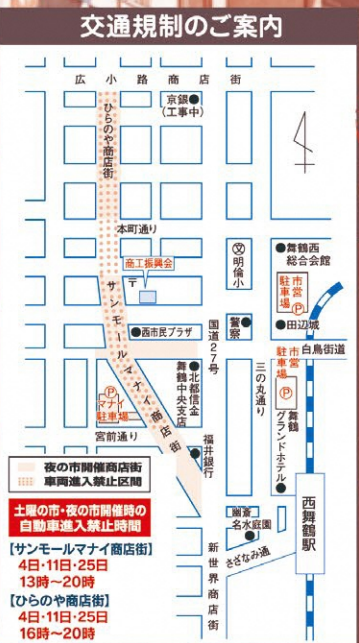 交通規制のご案内
広小路商店街
京銀
(工事中)
ひらのや商店街
本町通り
商工振興会
〒
文
明倫小
舞鶴西
総合会館
市営
駐車場
P
サンモールマナイ商店街
西市民プラザ
国道27号
警察
田辺城
白鳥街道
市営
駐車場
P
三の丸通り
北都信金
舞鶴中央支店
舞鶴
グランドホテル
P
マナイ
駐車場
宮前通り
福井銀行
幽斎
名水庭園
さざなみ通
西舞鶴駅
新世界商店街
夜の市開催商店街
車両進入禁止区間
土曜の市・夜の市開催時の
自動車進入禁止時間
【サンモールマナイ商店街】
4日・11日・25日
13時～20時
【ひらのや商店街】
4日・11日・25日
16時～20時